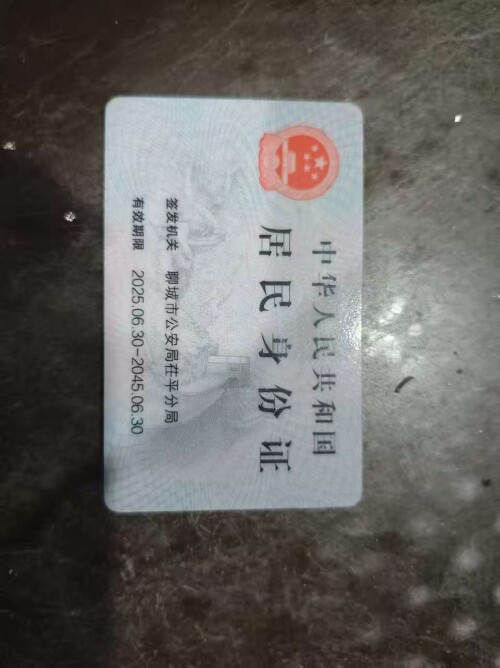 中华人民共和国
居民身份证
签发机关 聊城市公安局茌平分局
有效期限 2025.06.30-2045.06.30